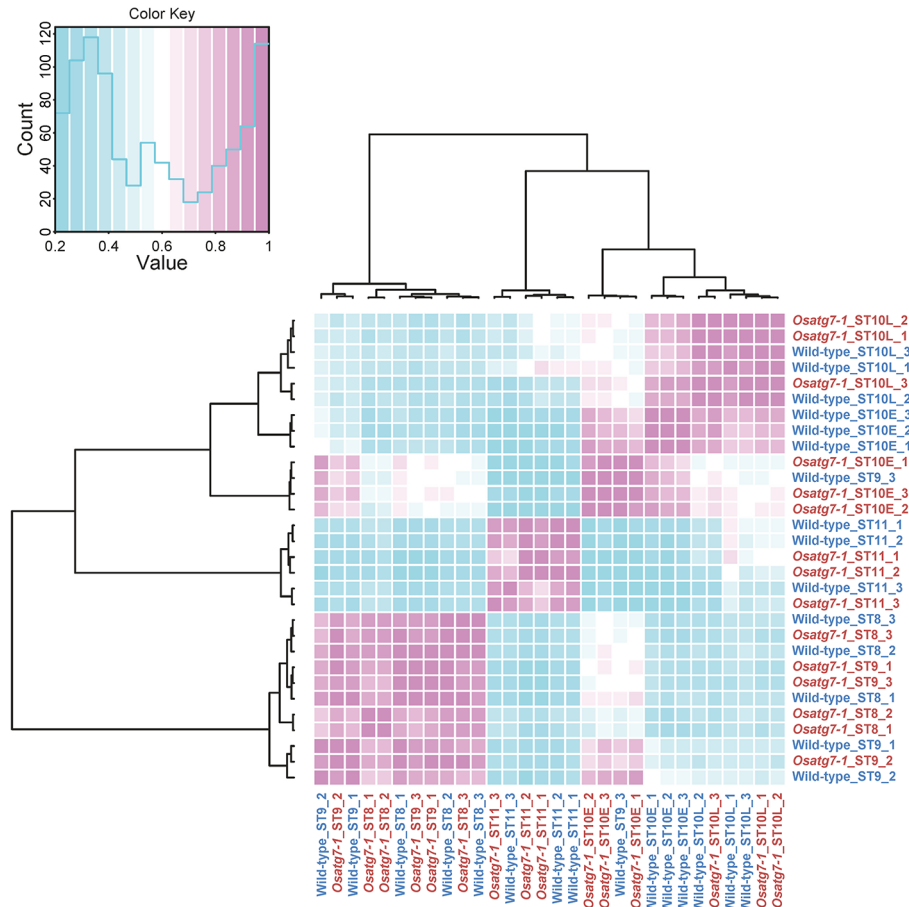 Color Key
Count
0
20
40
60
80
100
120
0.2
0.4
0.6
0.8
1
Value
Osatg7-1_ST10L_2
Osatg7-1_ST10L_1
Wild-type_ST10L_3
Wild-type_ST10L_1
Osatg7-1_ST10L_3
Wild-type_ST10L_2
Wild-type_ST10E_3
Wild-type_ST10E_2
Wild-type_ST10E_1
Osatg7-1_ST10E_1
Wild-type_ST9_3
Osatg7-1_ST10E_3
Osatg7-1_ST10E_2
Wild-type_ST11_1
Wild-type_ST11_2
Osatg7-1_ST11_1
Osatg7-1_ST11_2
Wild-type_ST11_3
Osatg7-1_ST11_3
Wild-type_ST8_3
Osatg7-1_ST8_3
Wild-type_ST8_2
Osatg7-1_ST9_1
Osatg7-1_ST9_3
Wild-type_ST8_1
Osatg7-1_ST8_2
Osatg7-1_ST8_1
Wild-type_ST9_1
Osatg7-1_ST9_2
Wild-type_ST9_2
Wild-type_ST9_2
Osatg7-1_ST9_2
Wild-type_ST9_1
Osatg7-1_ST8_1
Osatg7-1_ST8_2
Wild-type_ST8_1
Osatg7-1_ST9_3
Osatg7-1_ST9_1
Wild-type_ST8_2
Osatg7-1_ST8_3
Wild-type_ST8_3
Osatg7-1_ST11_3
Wild-type_ST11_3
Osatg7-1_ST11_2
Osatg7-1_ST11_1
Wild-type_ST11_2
Wild-type_ST11_1
Osatg7-1_ST10E_2
Osatg7-1_ST10E_3
Wild-type_ST9_3
Osatg7-1_ST10E_1
Wild-type_ST10E_1
Wild-type_ST10E_2
Wild-type_ST10E_3
Wild-type_ST10L_2
Osatg7-1_ST10L_3
Wild-type_ST10L_1
Wild-type_ST10L_3
Osatg7-1_ST10L_1
Osatg7-1_ST10L_2